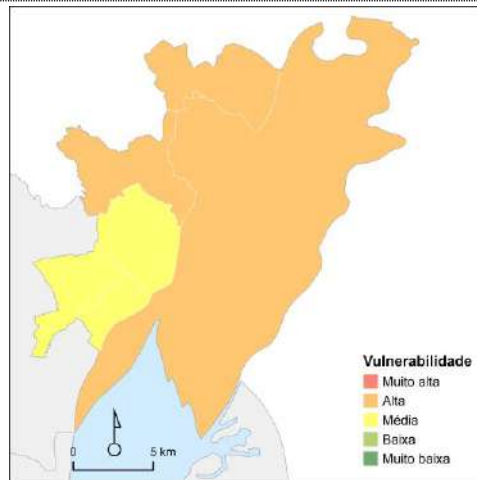 Vulnerabilidade
Muito alta
Alta
Média
Baixa
Muito baixa
0 5 km